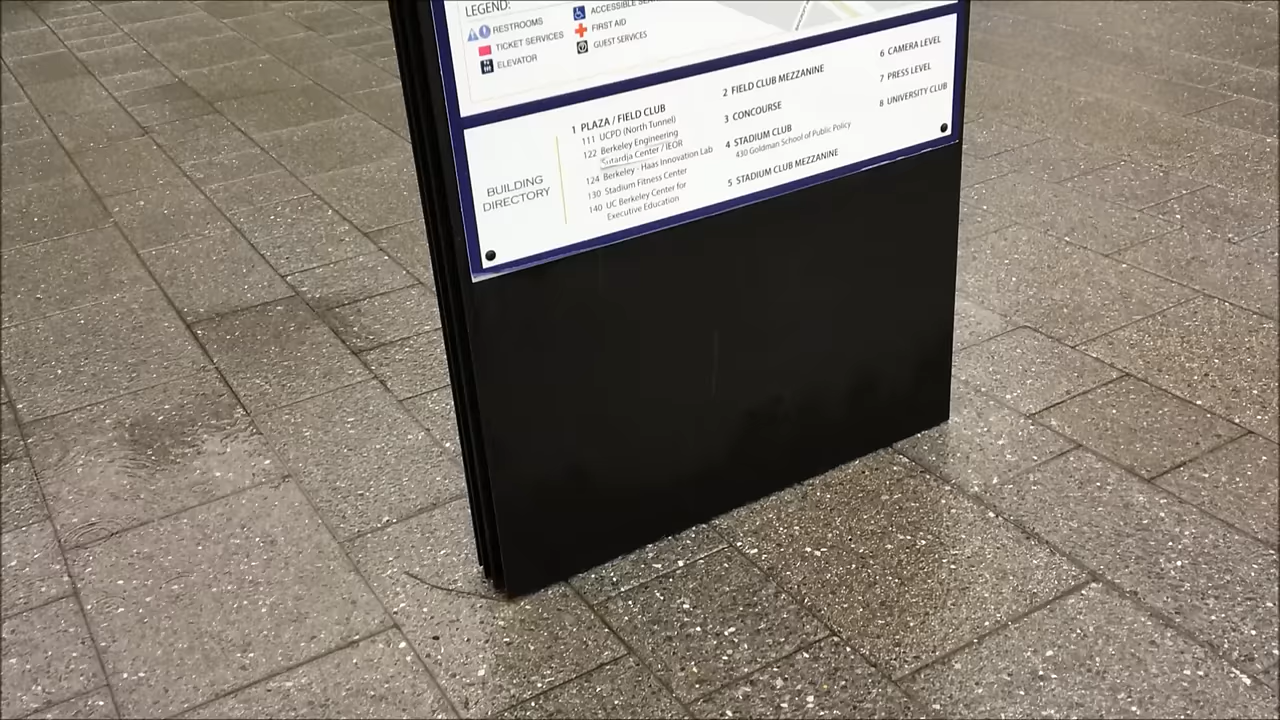 LEGEND:
RESTROOMS
TICKET SERVICES
ELEVATOR
ACCESSIBLE
FIRST AID
GUEST SERVICES
BUILDING
DIRECTORY
1 PLAZA / FIELD CLUB
111 UCPD (North Tunnel)
122 Berkeley Engineering
Sutardja Center / IEOR
124 Berkeley - Haas Innovation Lab
130 Stadium Fitness Center
140 UC Berkeley Center for
Executive Education
2 FIELD CLUB MEZZANINE
3 CONCOURSE
4 STADIUM CLUB
430 Goldman School of Public Policy
5 STADIUM CLUB MEZZANINE
6 CAMERA LEVEL
7 PRESS LEVEL
8 UNIVERSITY CLUB